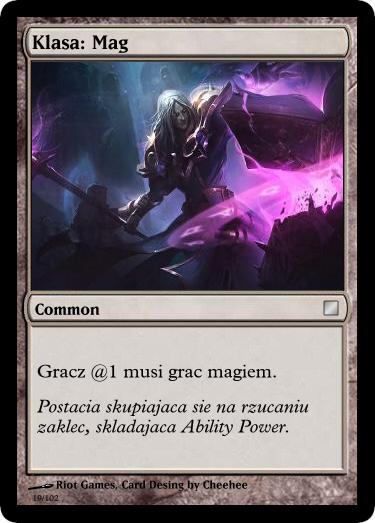 Klasa: Mag
Common
Gracz @1 musi grac magiem.
Postacia skupiajaca sie na rzucaniu
zaklec, skladajaca Ability Power.
Riot Games, Card Desing by Cheehee
19/102